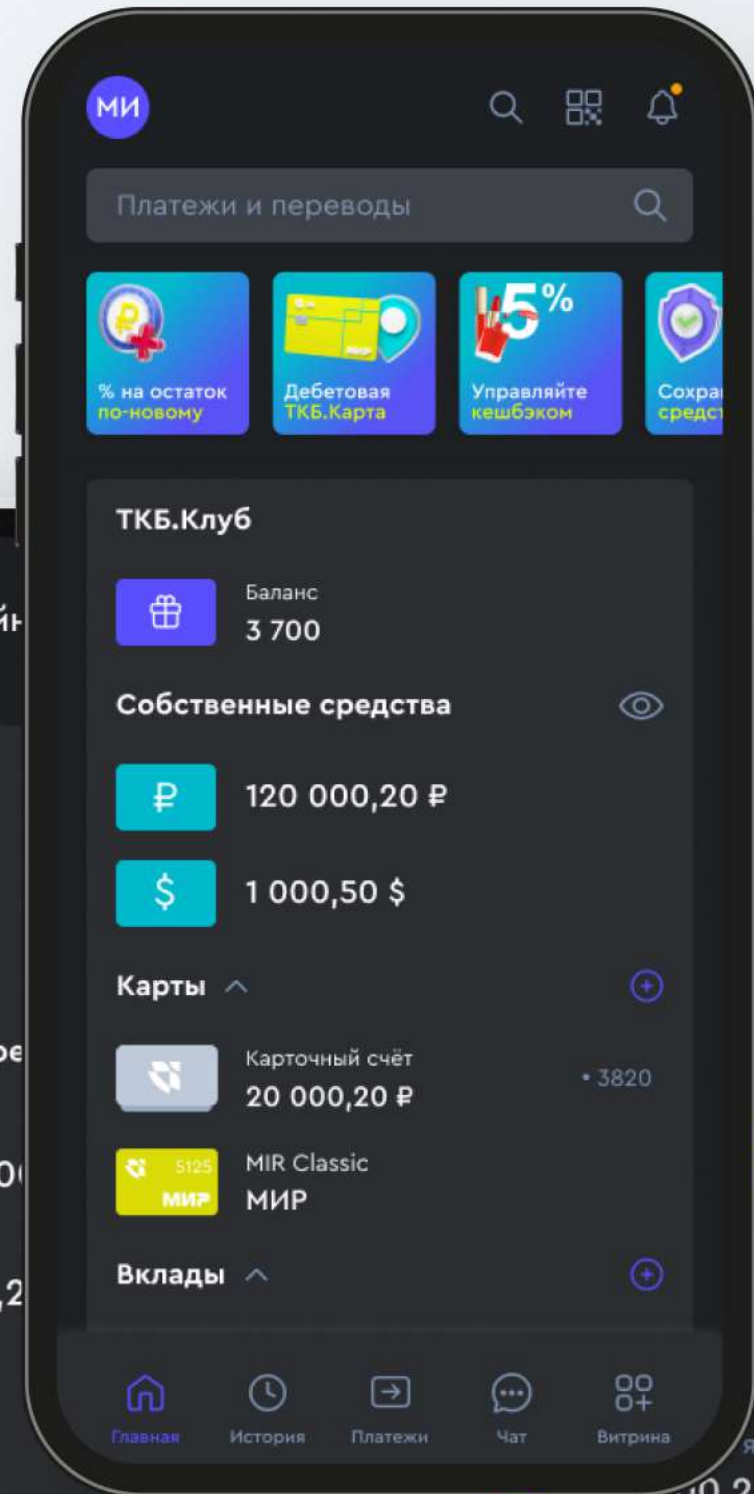 МИ
Платежи и переводы
5%
% на остаток
по-новому
МИР
Дебетовая
ТКБ.Карта
Управляйте
кешбэком
ТКБ.Клуб
Баланс
3 700
Собственные средства
₽
120 000,20 ₽
$
1 000,50 $
Карты
Карточный счёт
20 000,20 ₽
• 3820
5125
МИР
MIR Classic
МИР
Вклады
Главная
История
Платежи
Чат
Витрина